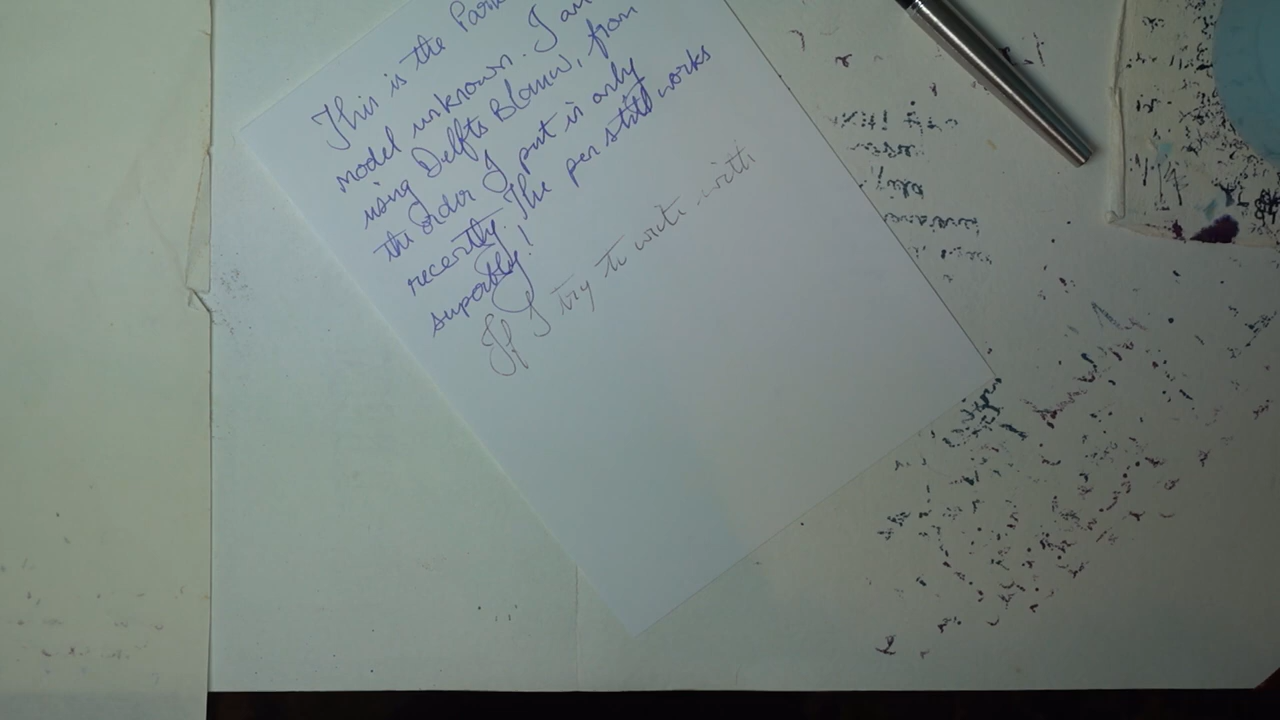 This is the
model unknown. I am
using Delfts Blauw, from
the order I put in only
recently. The pen still works
superbly!
If I try to write with